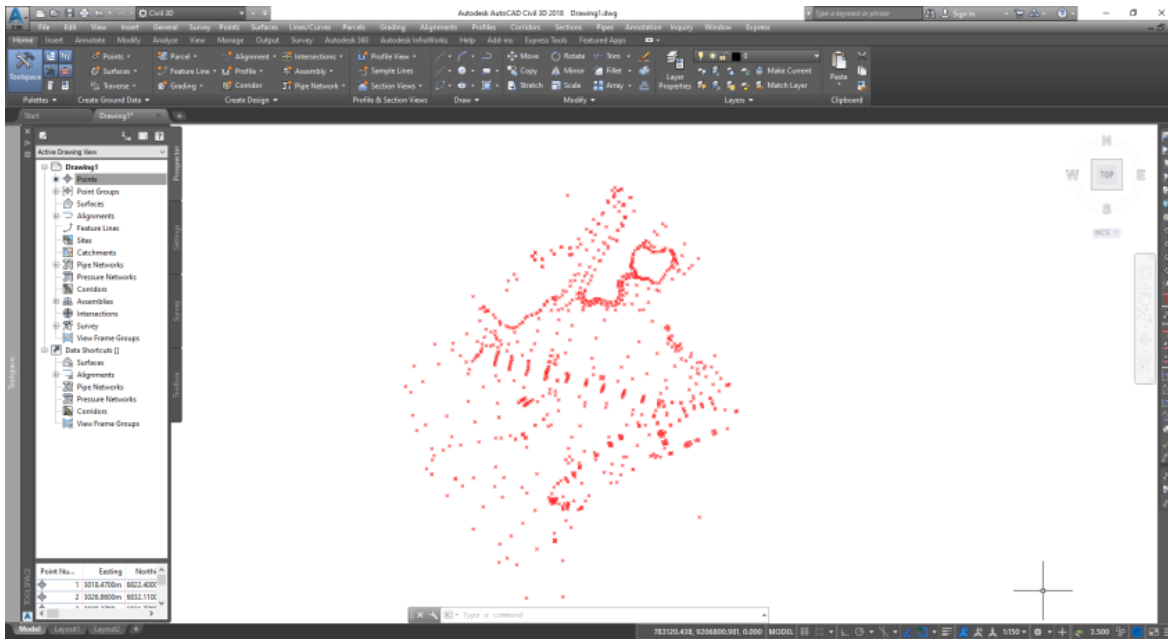 Civil 3D
Autodesk AutoCAD Civil 3D 2018 Drawing1.dwg
Type a keyword or phrase
Sign In
File Edit View Insert General Survey Points Surfaces Lines/Curves Parcels Grading Alignments Profiles Corridors Sections Pipes Annotation Inquiry Window Express
Home Insert Annotate Modify Analyze View Manage Output Survey Autodesk 360 Autodesk InfraWorks Help Add-ins Express Tools Featured Apps
Points Parcel Alignment Intersections Profile View Move Rotate Trim 0
Toolspace Surfaces Feature Line Profile Assembly Sample Lines Copy Mirror Fillet Layer Properties Make Current Paste
Traverse Grading Corridor Pipe Network Section Views Stretch Scale Array Match Layer
Palettes Create Ground Data Create Design Profile & Section Views Draw Modify Layers Clipboard
Start Drawing1*
Active Drawing View
Drawing1
Points
Point Groups
Surfaces
Alignments
Feature Lines
Sites
Catchments
Pipe Networks
Pressure Networks
Corridors
Assemblies
Intersections
Survey
View Frame Groups
Data Shortcuts []
Surfaces
Alignments
Pipe Networks
Pressure Networks
Corridors
View Frame Groups
Prospector
Settings
Survey
Toolbox
Toolspace
TOOLSPACE
N
W TOP E
S
WCS
Point Nu... Easting Northi
1 3018.4700m 6022.400
2 3026.8600m 6032.110
Type a command
Model Layout1 Layout2 +
783120.438, 9206800.981, 0.000 MODEL 1:150 3.500